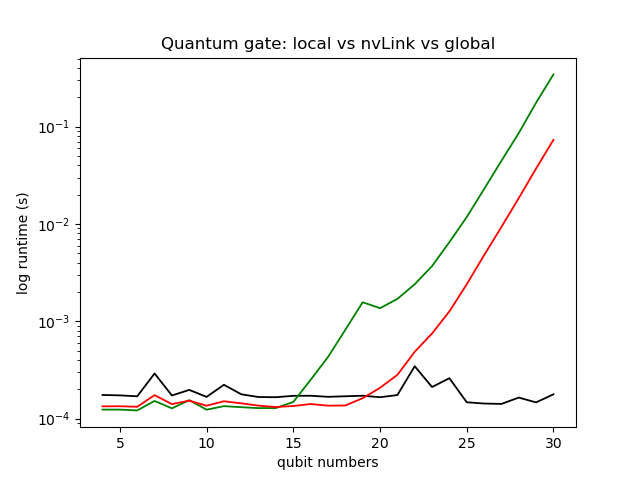 Quantum gate: local vs nvLink vs global
log runtime (s)
10⁻¹
10⁻²
10⁻³
10⁻⁴
5 10 15 20 25 30
qubit numbers